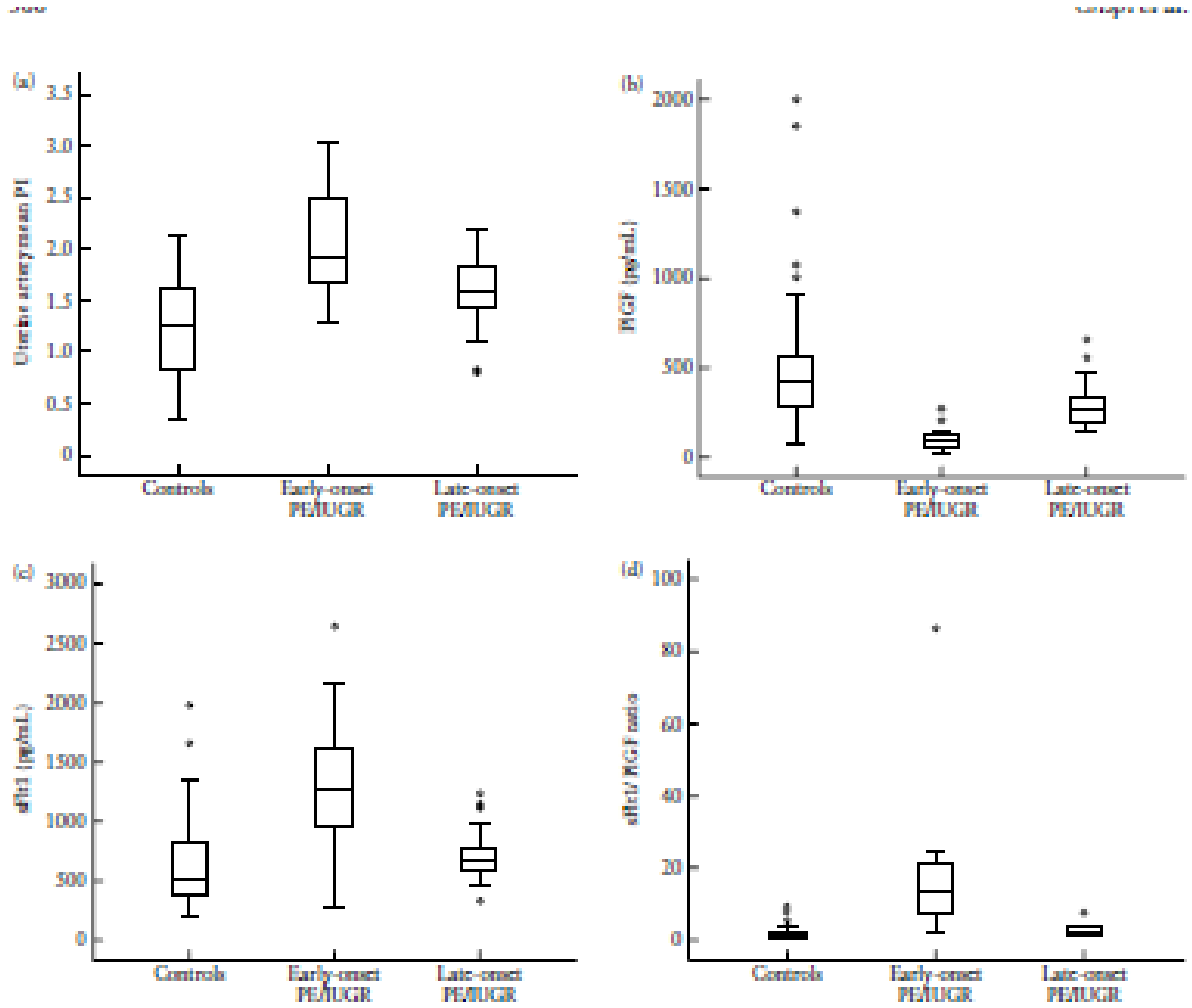 (a)
3.5
3.0
2.5
2.0
1.5
1.0
0.5
0
Uterine artery mean PI
Controls
Early-onset
PE/IUGR
Late-onset
PE/IUGR
(b)
2000
1500
1000
500
0
PlGF (pg/mL)
Controls
Early-onset
PE/IUGR
Late-onset
PE/IUGR
(c)
3000
2500
2000
1500
1000
500
0
sFlt1 (pg/mL)
Controls
Early-onset
PE/IUGR
Late-onset
PE/IUGR
(d)
100
80
60
40
20
0
sFlt1/PlGF ratio
Controls
Early-onset
PE/IUGR
Late-onset
PE/IUGR